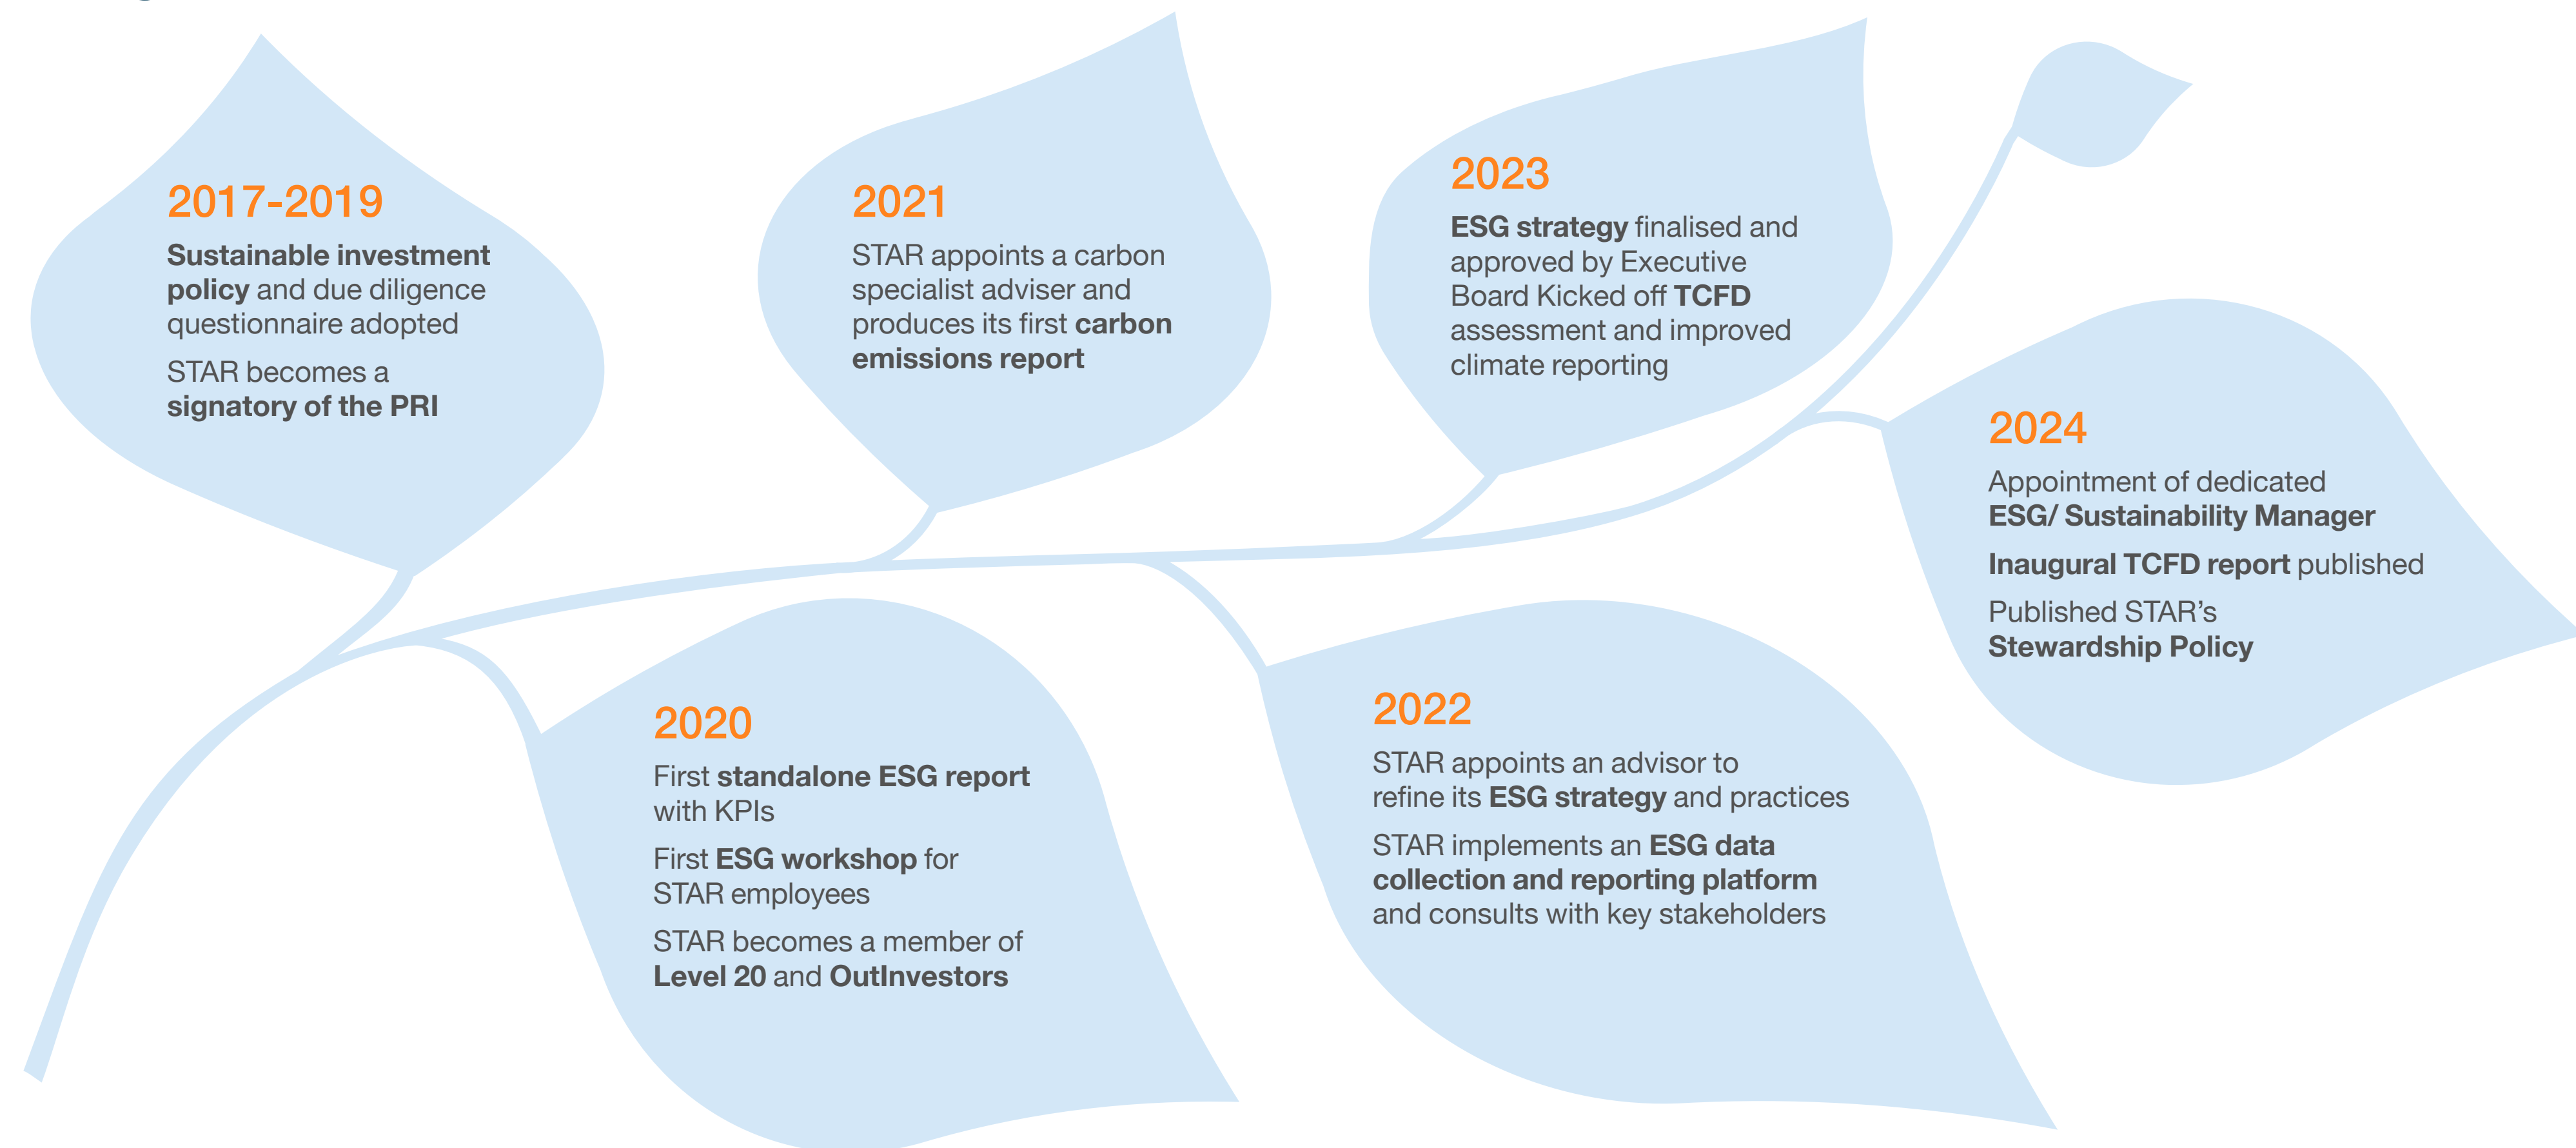 2017-2019
Sustainable investment
policy and due diligence
questionnaire adopted
STAR becomes a
signatory of the PRI
2020
First standalone ESG report
with KPIs
First ESG workshop for
STAR employees
STAR becomes a member of
Level 20 and OutInvestors
2021
STAR appoints a carbon
specialist adviser and
produces its first carbon
emissions report
2022
STAR appoints an advisor to
refine its ESG strategy and practices
STAR implements an ESG data
collection and reporting platform
and consults with key stakeholders
2023
ESG strategy finalised and
approved by Executive
Board Kicked off TCFD
assessment and improved
climate reporting
2024
Appointment of dedicated
ESG/ Sustainability Manager
Inaugural TCFD report published
Published STAR’s
Stewardship Policy